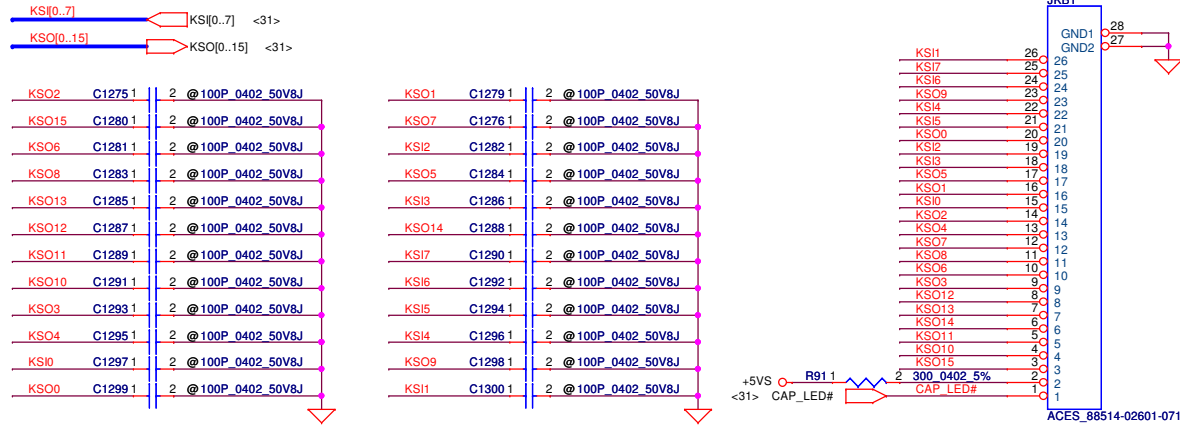 KSI[0..7] KSI[0..7] <31>
KSO[0..15] KSO[0..15] <31>
KSO2 C1275 1 2 @100P_0402_50V8J
KSO15 C1280 1 2 @100P_0402_50V8J
KSO6 C1281 1 2 @100P_0402_50V8J
KSO8 C1283 1 2 @100P_0402_50V8J
KSO13 C1285 1 2 @100P_0402_50V8J
KSO12 C1287 1 2 @100P_0402_50V8J
KSO11 C1289 1 2 @100P_0402_50V8J
KSO10 C1291 1 2 @100P_0402_50V8J
KSO3 C1293 1 2 @100P_0402_50V8J
KSO4 C1295 1 2 @100P_0402_50V8J
KSI0 C1297 1 2 @100P_0402_50V8J
KSO0 C1299 1 2 @100P_0402_50V8J
KSO1 C1279 1 2 @100P_0402_50V8J
KSO7 C1276 1 2 @100P_0402_50V8J
KSI2 C1282 1 2 @100P_0402_50V8J
KSO5 C1284 1 2 @100P_0402_50V8J
KSI3 C1286 1 2 @100P_0402_50V8J
KSO14 C1288 1 2 @100P_0402_50V8J
KSI7 C1290 1 2 @100P_0402_50V8J
KSI6 C1292 1 2 @100P_0402_50V8J
KSI5 C1294 1 2 @100P_0402_50V8J
KSI4 C1296 1 2 @100P_0402_50V8J
KSO9 C1298 1 2 @100P_0402_50V8J
KSI1 C1300 1 2 @100P_0402_50V8J
JKB1
GND1 28
GND2 27
KSI1 26 26
KSI7 25 25
KSI6 24 24
KSO9 23 23
KSI4 22 22
KSI5 21 21
KSO0 20 20
KSI2 19 19
KSI3 18 18
KSO5 17 17
KSO1 16 16
KSI0 15 15
KSO2 14 14
KSO4 13 13
KSO7 12 12
KSO8 11 11
KSO6 10 10
KSO3 9 9
KSO12 8 8
KSO13 7 7
KSO14 6 6
KSO11 5 5
KSO10 4 4
KSO15 3 3
+5VS R91 1 2 300_0402_5% 2 2
<31> CAP_LED# CAP_LED# 1 1
ACES_88514-02601-071